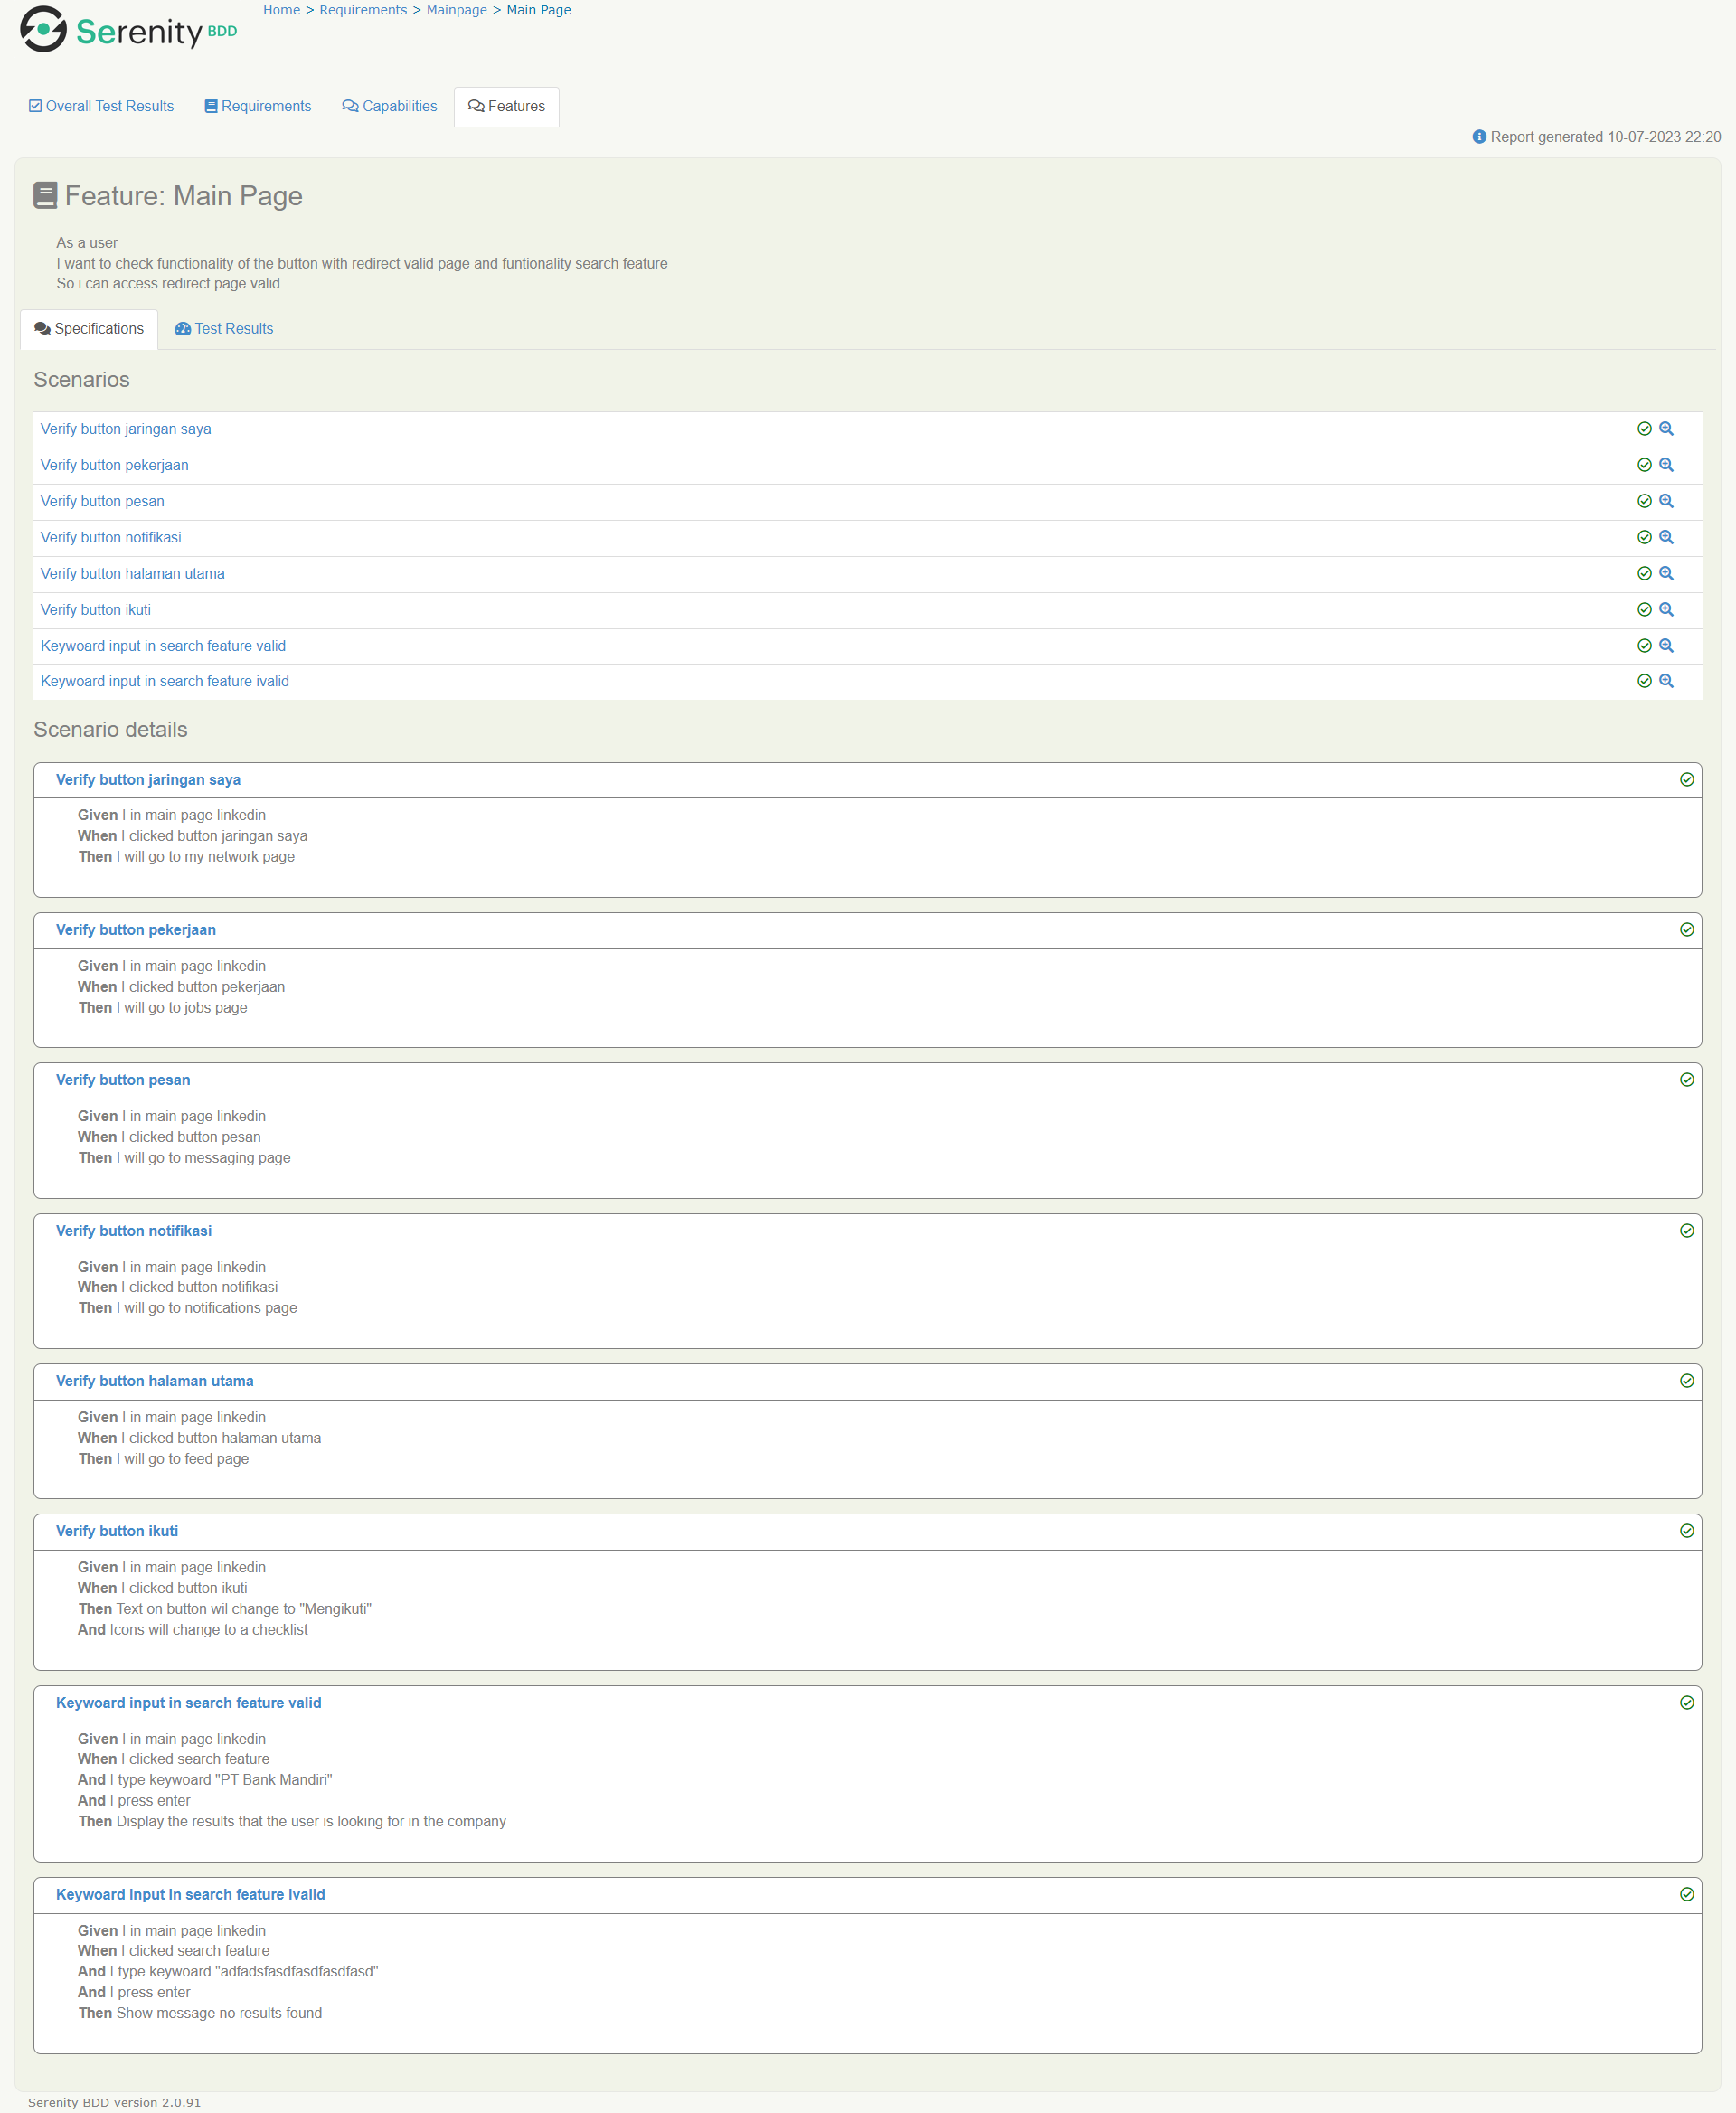 Serenity BDD
Home > Requirements > Mainpage > Main Page
Overall Test Results Requirements Capabilities Features
Report generated 10-07-2023 22:20
Feature: Main Page
As a user
I want to check functionality of the button with redirect valid page and funtionality search feature
So i can access redirect page valid
Specifications Test Results
Scenarios
Verify button jaringan saya
Verify button pekerjaan
Verify button pesan
Verify button notifikasi
Verify button halaman utama
Verify button ikuti
Keywoard input in search feature valid
Keywoard input in search feature ivalid
Scenario details
Verify button jaringan saya
Given I in main page linkedin
When I clicked button jaringan saya
Then I will go to my network page
Verify button pekerjaan
Given I in main page linkedin
When I clicked button pekerjaan
Then I will go to jobs page
Verify button pesan
Given I in main page linkedin
When I clicked button pesan
Then I will go to messaging page
Verify button notifikasi
Given I in main page linkedin
When I clicked button notifikasi
Then I will go to notifications page
Verify button halaman utama
Given I in main page linkedin
When I clicked button halaman utama
Then I will go to feed page
Verify button ikuti
Given I in main page linkedin
When I clicked button ikuti
Then Text on button wil change to "Mengikuti"
And Icons will change to a checklist
Keywoard input in search feature valid
Given I in main page linkedin
When I clicked search feature
And I type keywoard "PT Bank Mandiri"
And I press enter
Then Display the results that the user is looking for in the company
Keywoard input in search feature ivalid
Given I in main page linkedin
When I clicked search feature
And I type keywoard "adfadsfasdfasdfasdfasd"
And I press enter
Then Show message no results found
Serenity BDD version 2.0.91